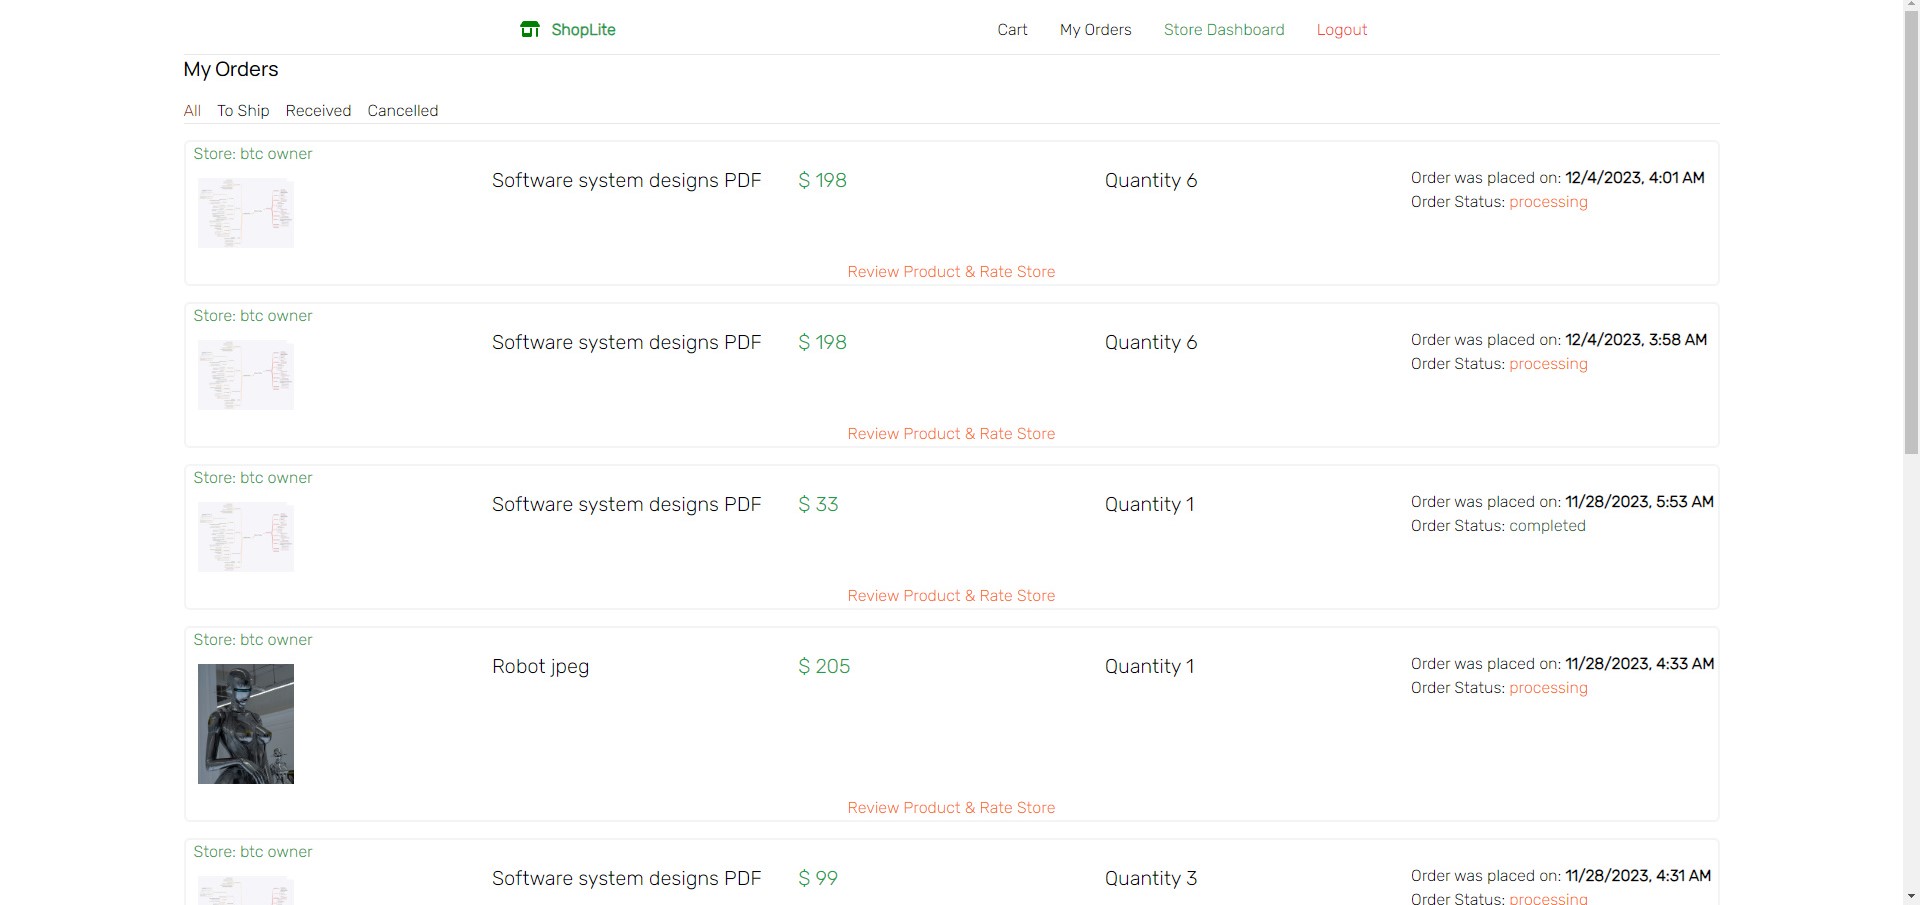 ShopLite
Cart My Orders Store Dashboard Logout
My Orders
All To Ship Received Cancelled
Store: btc owner
Software system designs PDF $ 198 Quantity 6 Order was placed on: 12/4/2023, 4:01 AM
Order Status: processing
Review Product & Rate Store
Store: btc owner
Software system designs PDF $ 198 Quantity 6 Order was placed on: 12/4/2023, 3:58 AM
Order Status: processing
Review Product & Rate Store
Store: btc owner
Software system designs PDF $ 33 Quantity 1 Order was placed on: 11/28/2023, 5:53 AM
Order Status: completed
Review Product & Rate Store
Store: btc owner
Robot jpeg $ 205 Quantity 1 Order was placed on: 11/28/2023, 4:33 AM
Order Status: processing
Review Product & Rate Store
Store: btc owner
Software system designs PDF $ 99 Quantity 3 Order was placed on: 11/28/2023, 4:31 AM
Order Status: processing